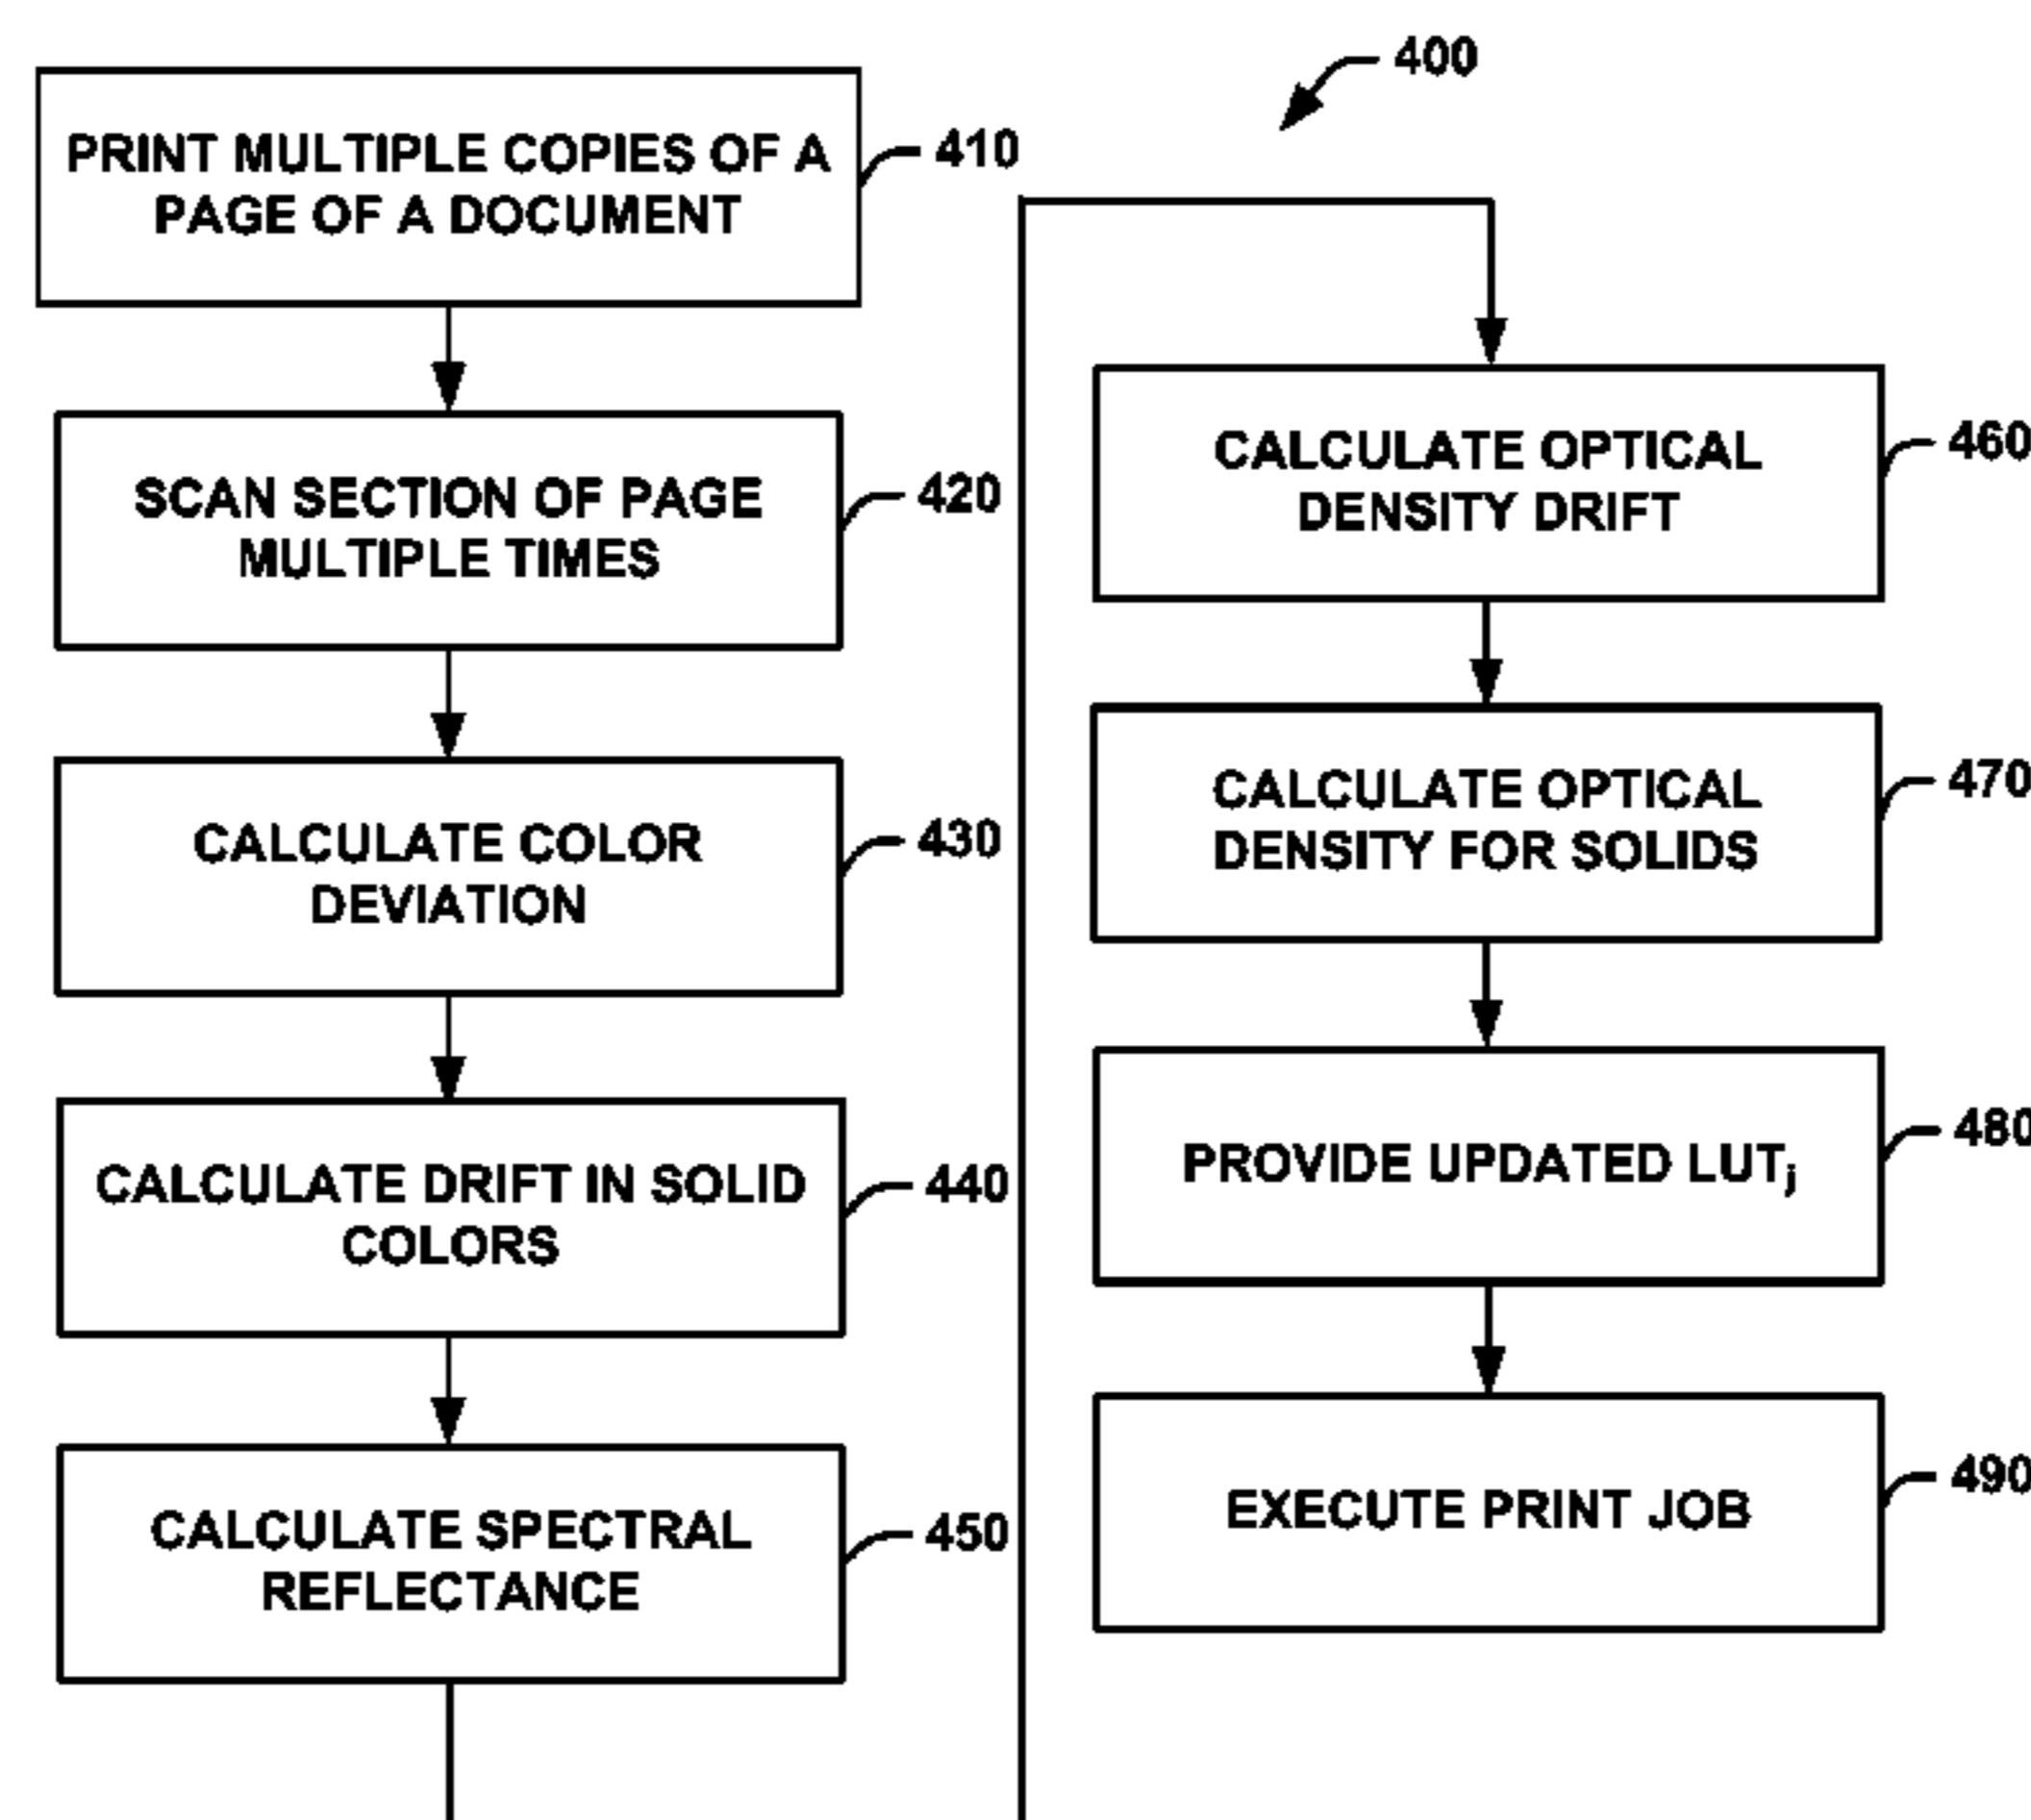 400
PRINT MULTIPLE COPIES OF A
PAGE OF A DOCUMENT
410
SCAN SECTION OF PAGE
MULTIPLE TIMES
420
CALCULATE COLOR
DEVIATION
430
CALCULATE DRIFT IN SOLID
COLORS
440
CALCULATE SPECTRAL
REFLECTANCE
450
CALCULATE OPTICAL
DENSITY DRIFT
460
CALCULATE OPTICAL
DENSITY FOR SOLIDS
470
PROVIDE UPDATED LUTj
480
EXECUTE PRINT JOB
490